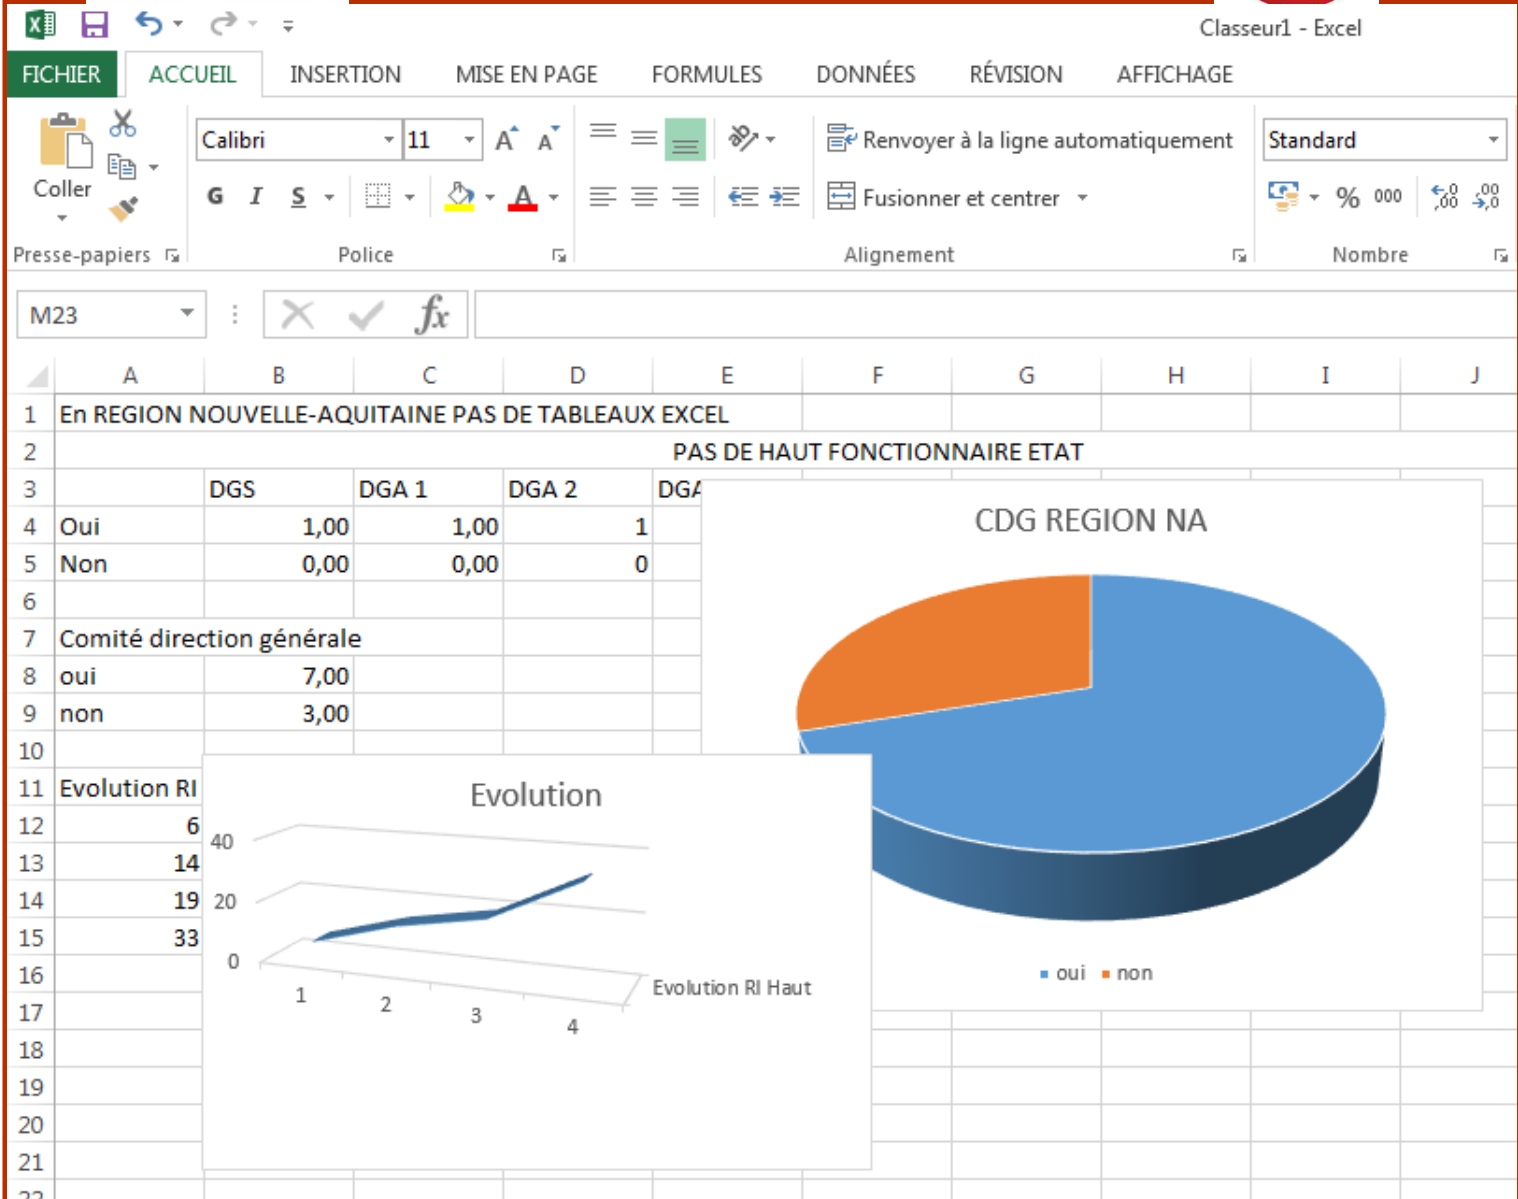 Classeur1 - Excel
FICHIER ACCUEIL INSERTION MISE EN PAGE FORMULES DONNÉES RÉVISION AFFICHAGE
Calibri 11 A A Renvoyer à la ligne automatiquement Standard
Coller G I S A Fusionner et centrer % 000 ,00 ,00 ,0
Presse-papiers Police Alignement Nombre
M23 fx
A B C D E F G H I J
1 En REGION NOUVELLE-AQUITAINE PAS DE TABLEAUX EXCEL
2 PAS DE HAUT FONCTIONNAIRE ETAT
3 DGS DGA 1 DGA 2 DGA
4 Oui 1,00 1,00 1
5 Non 0,00 0,00 0
6
7 Comité direction générale
8 oui 7,00
9 non 3,00
10
11 Evolution RI
12 6
13 14
14 19
15 33
16
17
18
19
20
21
22
CDG REGION NA
oui non
Evolution
40
20
0
1 2 3 4
Evolution RI Haut